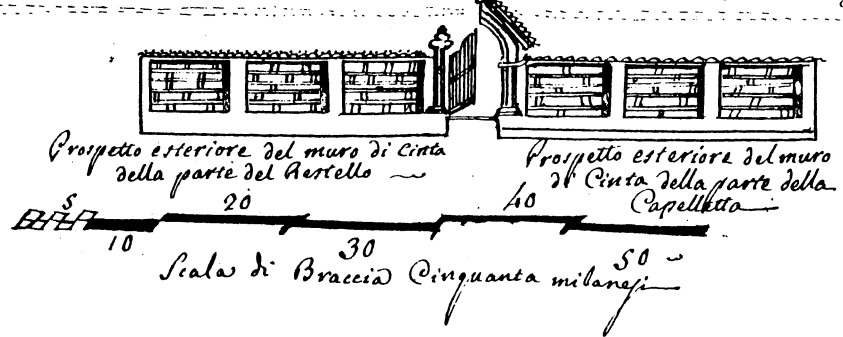 Prospetto esteriore del muro di Cinta
della parte del Restello
Prospetto esteriore del muro
di Cinta della parte della
Capelletta
5 20 40
10 30 50
Scala di Braccia Cinquanta milanesi